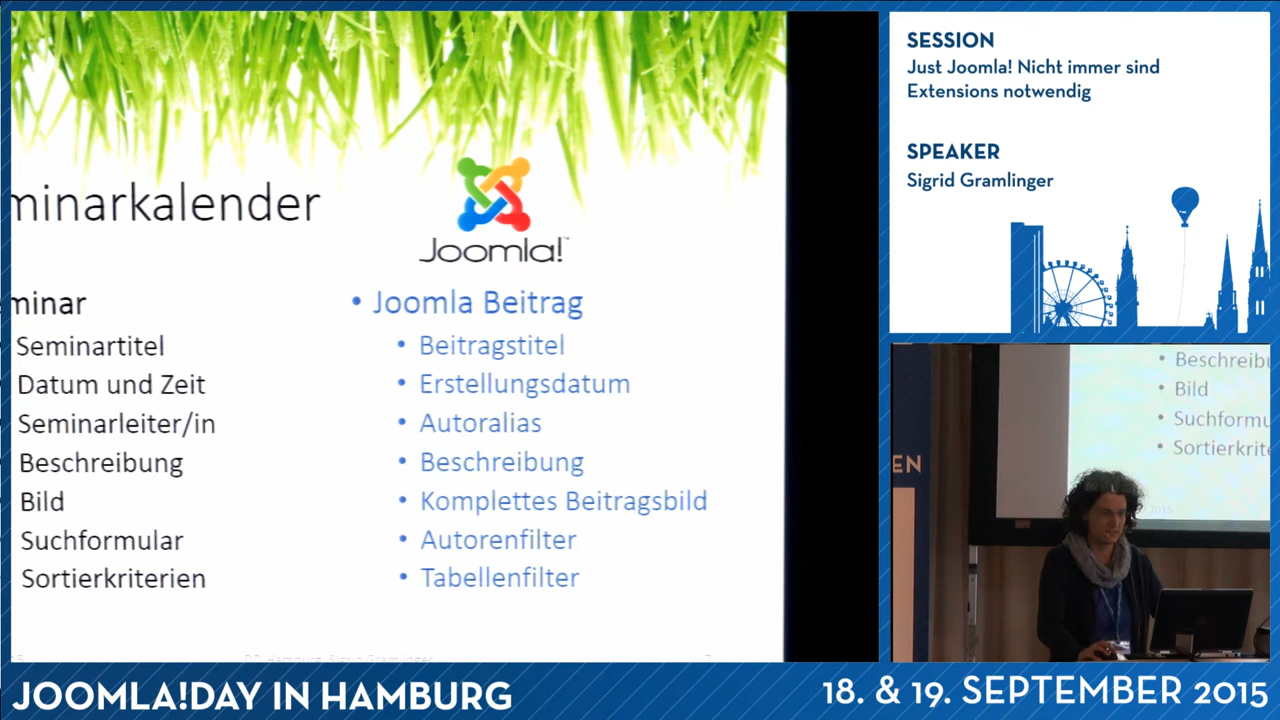 minarkalender
Joomla!
minar
Seminartitel
Datum und Zeit
Seminarleiter/in
Beschreibung
Bild
Suchformular
Sortierkriterien
• Joomla Beitrag
• Beitragstitel
• Erstellungsdatum
• Autoralias
• Beschreibung
• Komplettes Beitragsbild
• Autorenfilter
• Tabellenfilter
SESSION
Just Joomla! Nicht immer sind
Extensions notwendig
SPEAKER
Sigrid Gramlinger
• Beschreibu
• Bild
• Suchformu
• Sortierkrite
EN
2015
JOOMLA!DAY IN HAMBURG
18. & 19. SEPTEMBER 2015